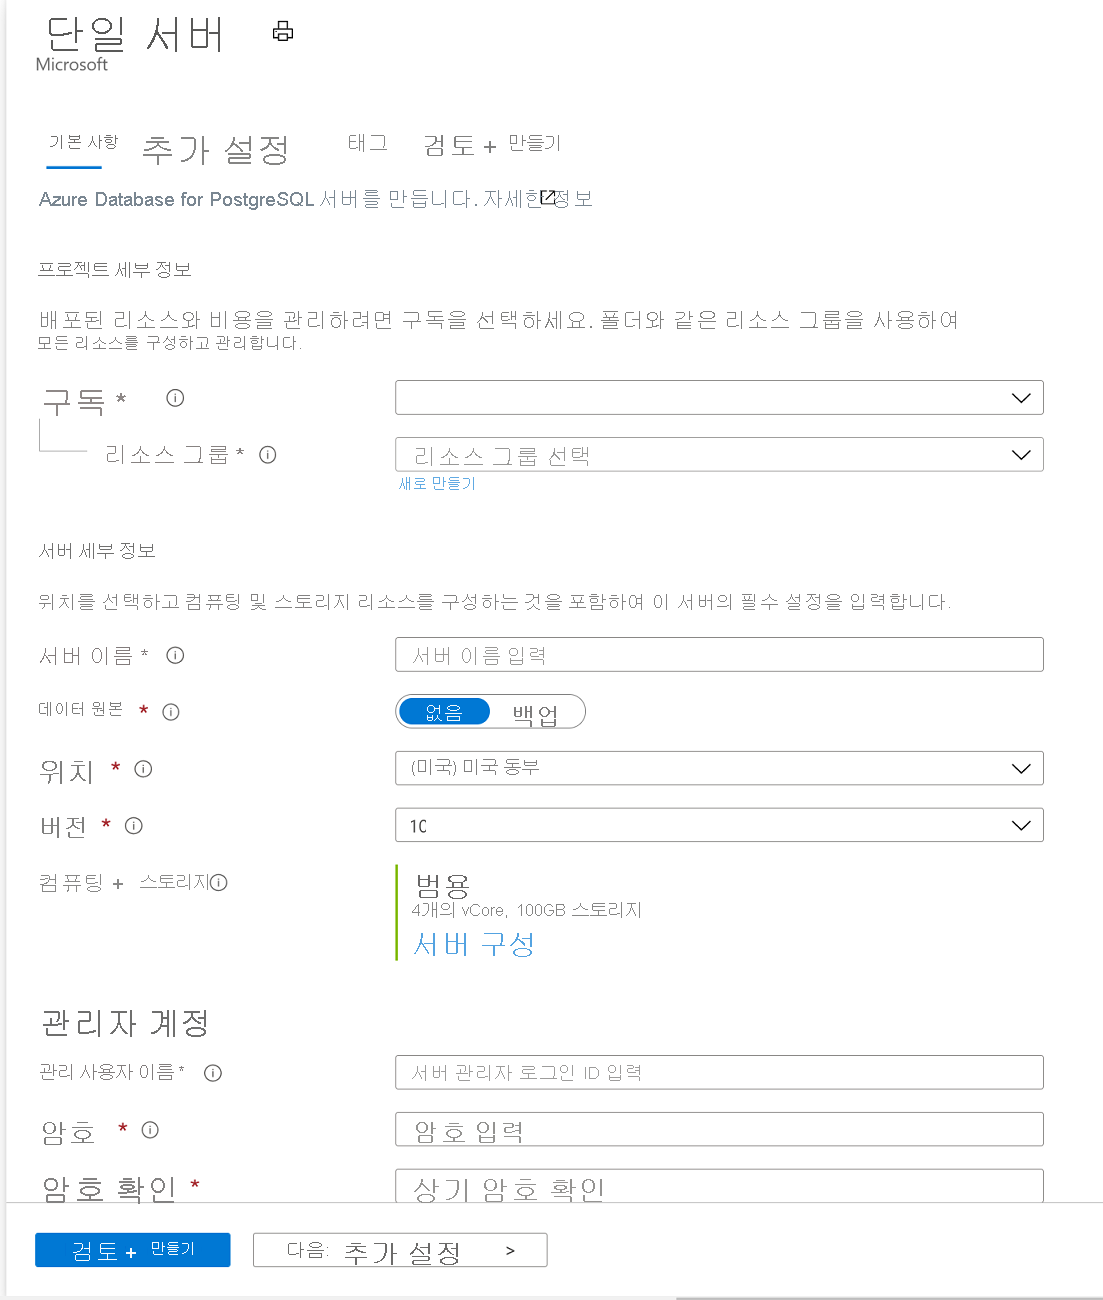 단일 서버
Microsoft
기본 사항 추가 설정 태그 검토 + 만들기
Azure Database for PostgreSQL 서버를 만듭니다. 자세한 정보
프로젝트 세부 정보
배포된 리소스와 비용을 관리하려면 구독을 선택하세요. 폴더와 같은 리소스 그룹을 사용하여
모든 리소스를 구성하고 관리합니다.
구독 *
리소스 그룹 * 리소스 그룹 선택
새로 만들기
서버 세부 정보
위치를 선택하고 컴퓨팅 및 스토리지 리소스를 구성하는 것을 포함하여 이 서버의 필수 설정을 입력합니다.
서버 이름 * 서버 이름 입력
데이터 원본 * 없음 백업
위치 * (미국) 미국 동부
버전 *
컴퓨팅 + 스토리지 범용
4개의 vCore, 100GB 스토리지
서버 구성
관리자 계정
관리 사용자 이름 * 서버 관리자 로그인 ID 입력
암호 * 암호 입력
암호 확인 * 상기 암호 확인
검토 + 만들기 다음: 추가 설정 >